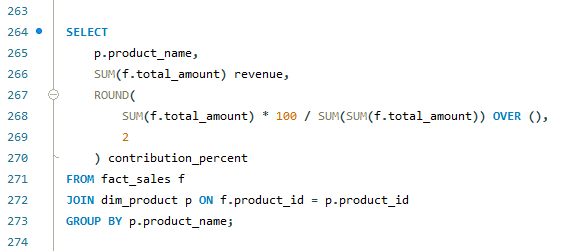 263
264 SELECT
265 p.product_name,
266 SUM(f.total_amount) revenue,
267 ROUND(
268 SUM(f.total_amount) * 100 / SUM(SUM(f.total_amount)) OVER (),
269 2
270 ) contribution_percent
271 FROM fact_sales f
272 JOIN dim_product p ON f.product_id = p.product_id
273 GROUP BY p.product_name;
274